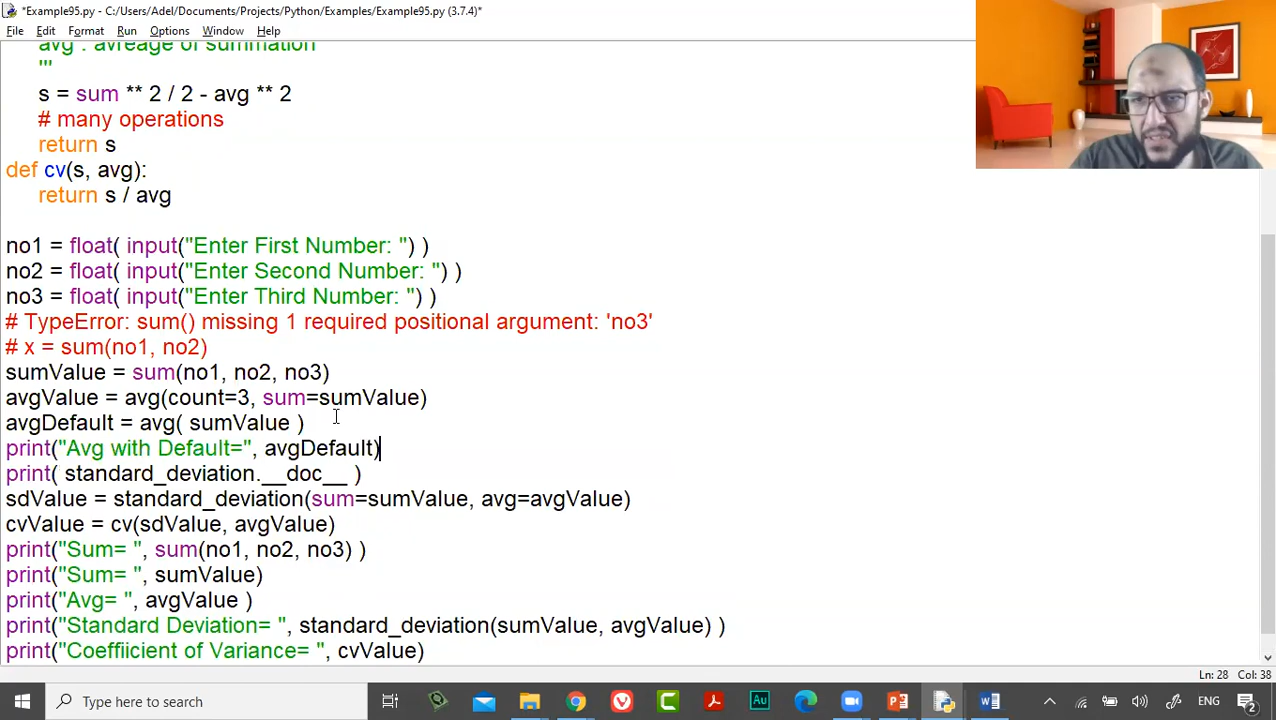 *Example95.py - C:/Users/Adel/Documents/Projects/Python/Examples/Example95.py (3.7.4)*
File Edit Format Run Options Window Help
avg : avreage of summation
'''
s = sum ** 2 / 2 - avg ** 2
# many operations
return s
def cv(s, avg):
return s / avg
no1 = float( input("Enter First Number: ") )
no2 = float( input("Enter Second Number: ") )
no3 = float( input("Enter Third Number: ") )
# TypeError: sum() missing 1 required positional argument: 'no3'
# x = sum(no1, no2)
sumValue = sum(no1, no2, no3)
avgValue = avg(count=3, sum=sumValue)
avgDefault = avg( sumValue )
print("Avg with Default=", avgDefault)
print( standard_deviation.__doc__ )
sdValue = standard_deviation(sum=sumValue, avg=avgValue)
cvValue = cv(sdValue, avgValue)
print("Sum= ", sum(no1, no2, no3) )
print("Sum= ", sumValue)
print("Avg= ", avgValue )
print("Standard Deviation= ", standard_deviation(sumValue, avgValue) )
print("Coeffiicient of Variance= ", cvValue)
Ln: 28 Col: 38
Type here to search
ENG